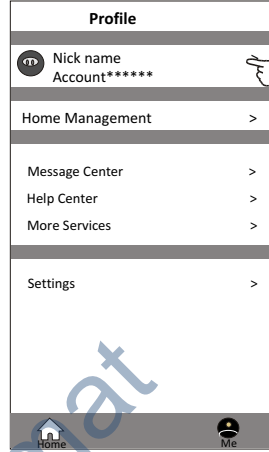 Profile
Nick name
Account******
Home Management >
Message Center >
Help Center >
More Services >
Settings >
Home
Me